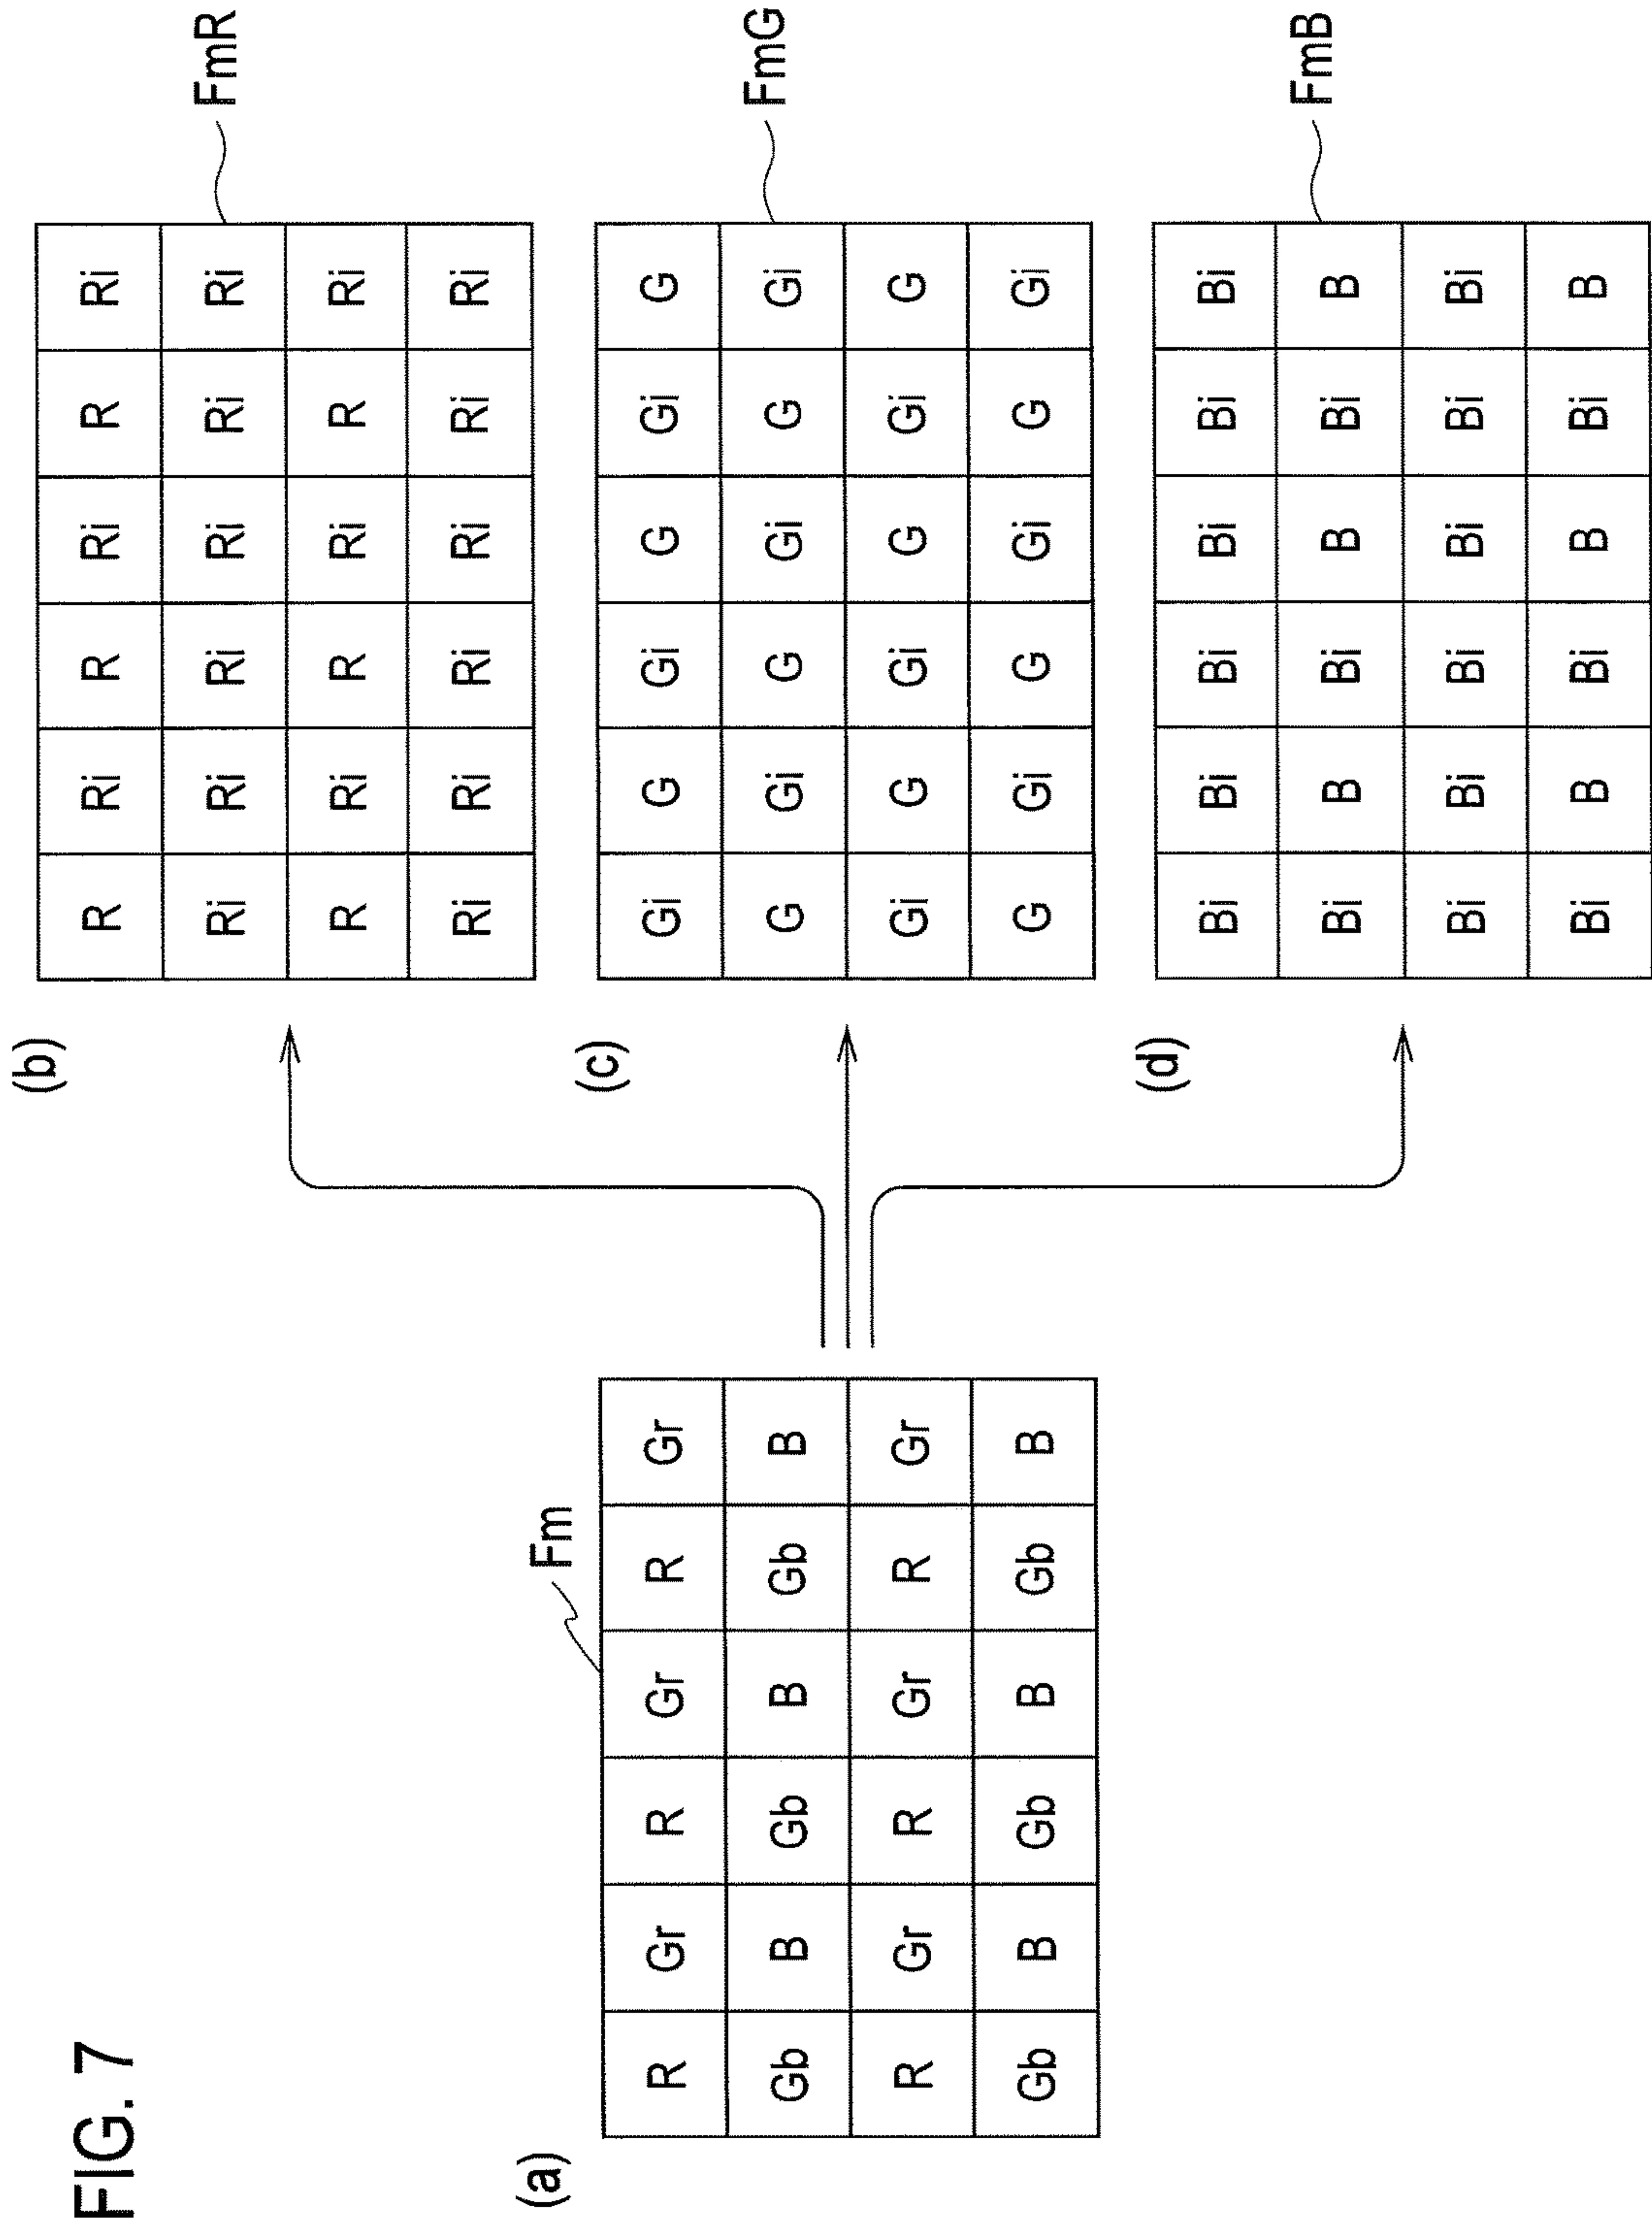 FIG. 7
(a)
Fm
R Gr R Gr R Gr
Gb B Gb B Gb B
R Gr R Gr R Gr
Gb B Gb B Gb B
(b)
R Ri R Ri R Ri
Ri Ri Ri Ri Ri Ri
R Ri R Ri R Ri
Ri Ri Ri Ri Ri Ri
FmR
(c)
Gi G Gi G Gi G
G Gi G Gi G Gi
Gi G Gi G Gi G
G Gi G Gi G Gi
FmG
(d)
Bi Bi Bi Bi Bi Bi
Bi B Bi B Bi B
Bi Bi Bi Bi Bi Bi
Bi B Bi B Bi B
FmB